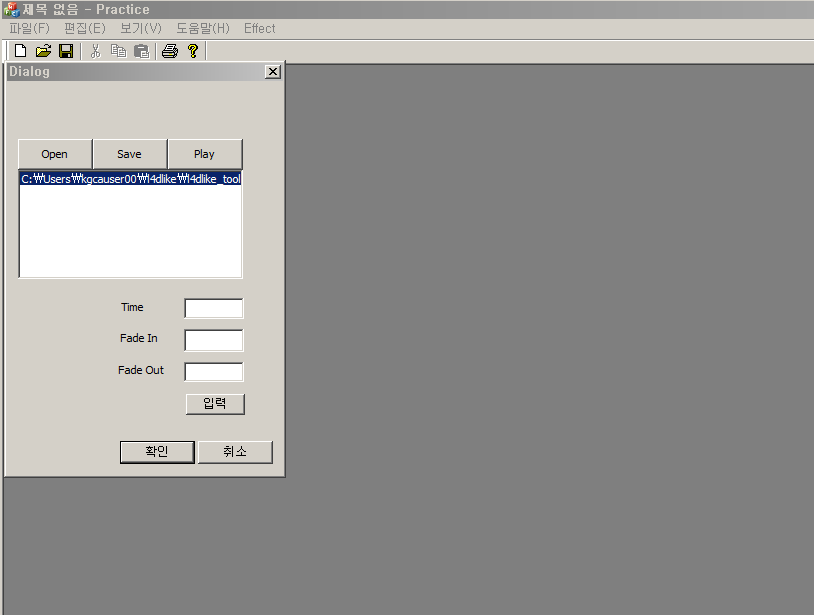 제목 없음 - Practice
파일(F) 편집(E) 보기(V) 도움말(H) Effect
Dialog
Open Save Play
C:₩Users₩kgcauser00₩l4dlike₩l4dlike_tool
Time
Fade In
Fade Out
입력
확인 취소